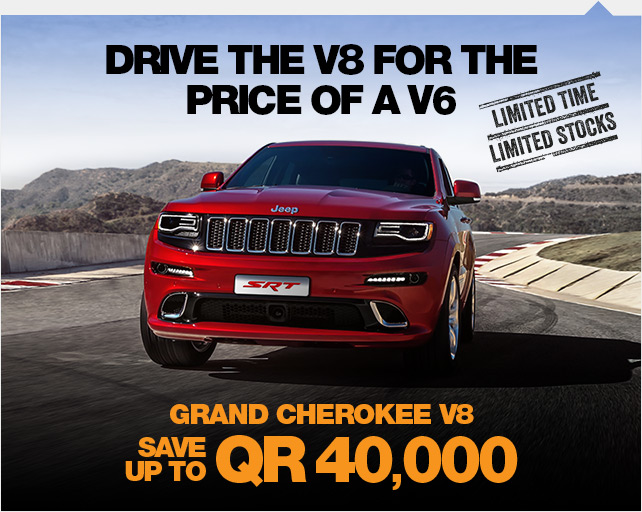 DRIVE THE V8 FOR THE
PRICE OF A V6
LIMITED TIME
LIMITED STOCKS
Jeep
SRT
GRAND CHEROKEE V8
SAVE
UP TO QR 40,000